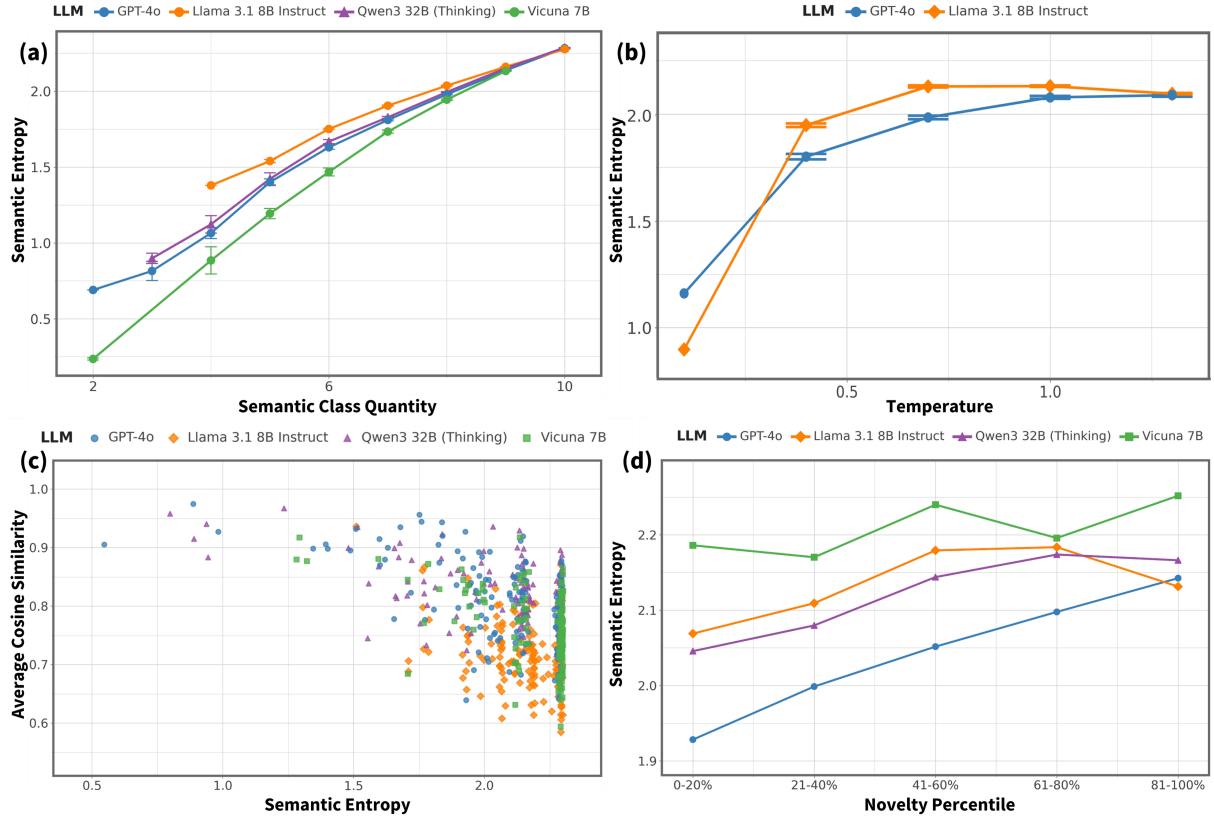 LLM GPT-4o Llama 3.1 8B Instruct Qwen3 32B (Thinking) Vicuna 7B
(a)
Semantic Entropy
2.0
1.5
1.0
0.5
2 6 10
Semantic Class Quantity
LLM GPT-4o Llama 3.1 8B Instruct
(b)
Semantic Entropy
2.0
1.5
1.0
0.5 1.0
Temperature
LLM GPT-4o Llama 3.1 8B Instruct Qwen3 32B (Thinking) Vicuna 7B
(c)
Average Cosine Similarity
1.0
0.9
0.8
0.7
0.6
0.5 1.0 1.5 2.0
Semantic Entropy
LLM GPT-4o Llama 3.1 8B Instruct Qwen3 32B (Thinking) Vicuna 7B
(d)
Semantic Entropy
2.2
2.1
2.0
1.9
0-20% 21-40% 41-60% 61-80% 81-100%
Novelty Percentile